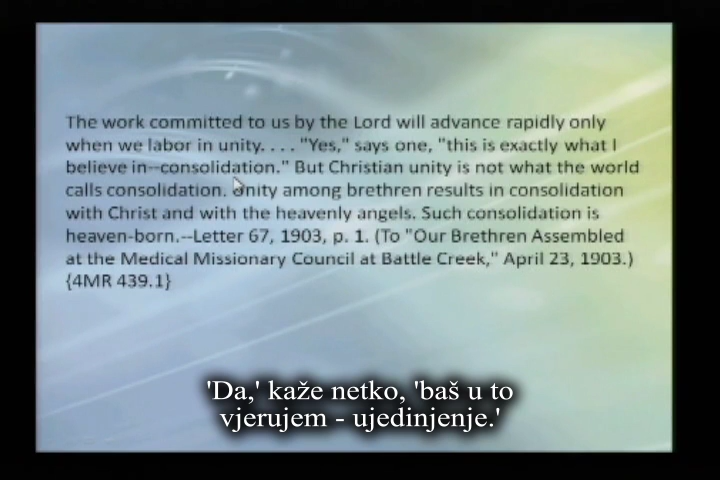 The work committed to us by the Lord will advance rapidly only
when we labor in unity. . . . "Yes," says one, "this is exactly what I
believe in--consolidation." But Christian unity is not what the world
calls consolidation. Unity among brethren results in consolidation
with Christ and with the heavenly angels. Such consolidation is
heaven-born.--Letter 67, 1903, p. 1. (To "Our Brethren Assembled
at the Medical Missionary Council at Battle Creek," April 23, 1903.)
{4MR 439.1}
'Da,' kaže netko, 'baš u to
vjerujem - ujedinjenje.'